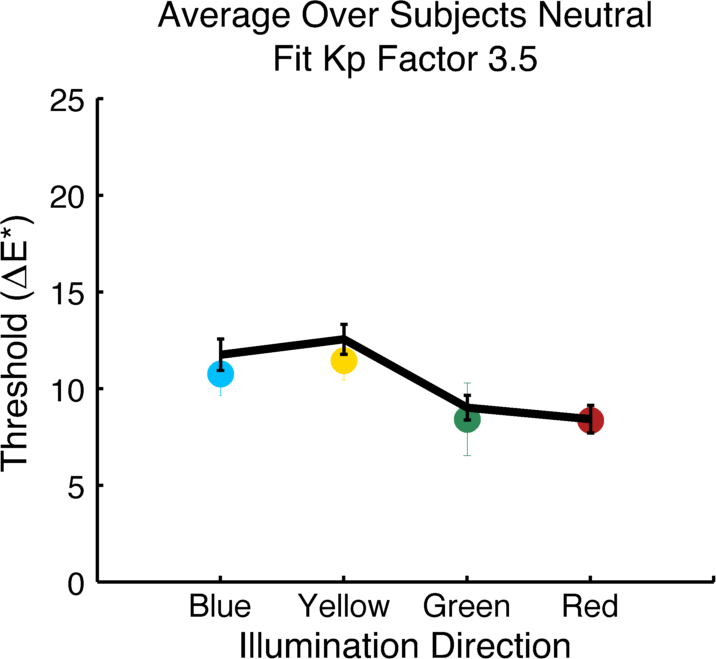 Average Over Subjects Neutral
Fit Kp Factor 3.5
25
20
15
10
5
0
Threshold (ΔE*)
Blue Yellow Green Red
Illumination Direction